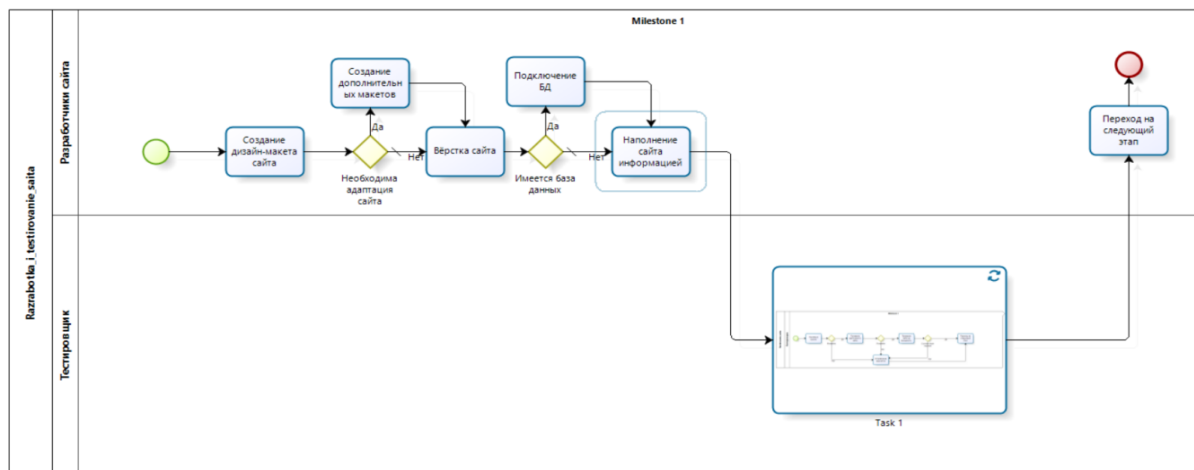 Milestone 1
Razrabotka_i_testirovanie_saita
Разработчики сайта
Создание
дизайн-макета
сайта
Создание
дополнительн
ых макетов
Да
Нет
Необходима
адаптация
сайта
Вёрстка сайта
Подключение
БД
Да
Нет
Имеется база
данных
Наполнение
сайта
информацией
Переход на
следующий
этап
Тестировщик
Task 1